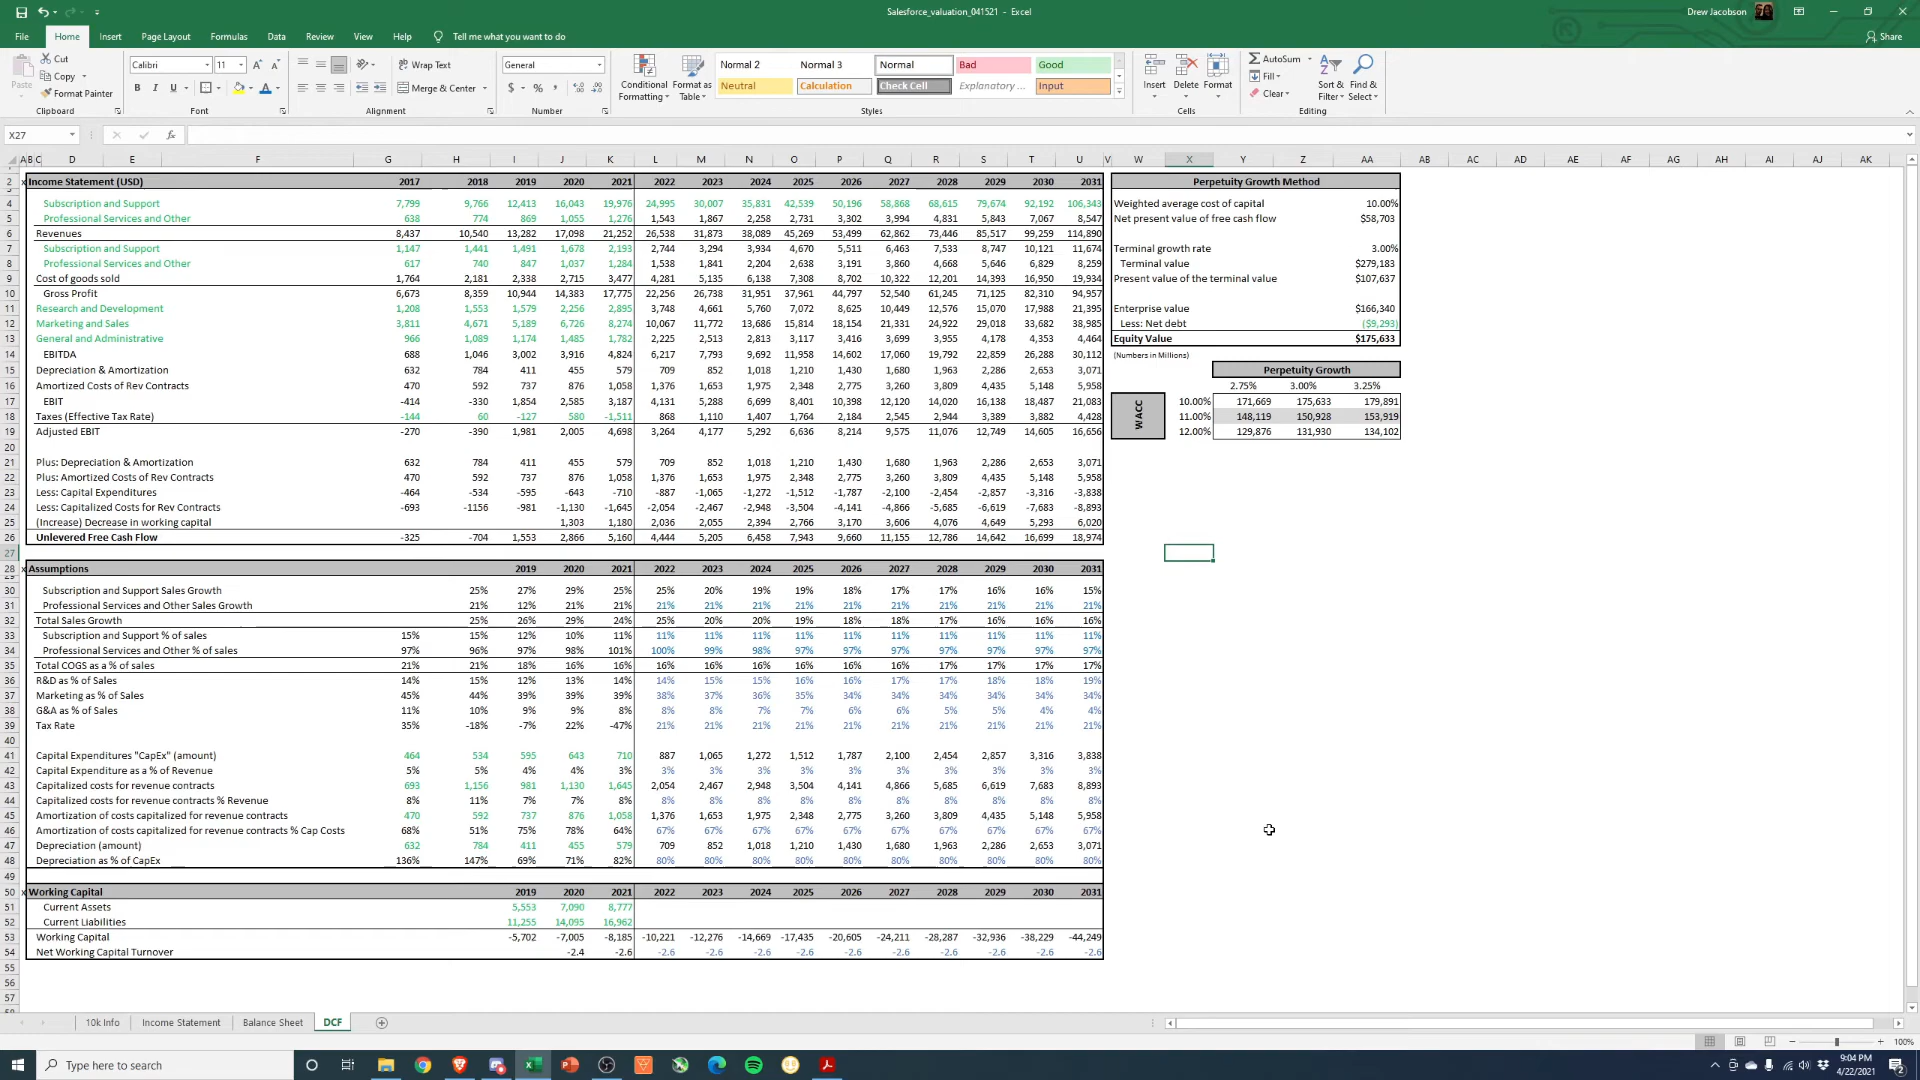 Salesforce_valuation_041521 - Excel
Drew Jacobson
File Home Insert Page Layout Formulas Data Review View Help Tell me what you want to do
Share
Paste
Cut
Copy
Format Painter
Clipboard
Calibri 11
B I U
Font
Wrap Text
Merge & Center
Alignment
General
$ % ,
Number
Conditional Formatting
Format as Table
Normal 2 Normal 3 Normal Bad Good
Neutral Calculation Check Cell Explanatory ... Input
Styles
Insert Delete Format
Cells
AutoSum
Fill
Clear
Sort & Filter
Find & Select
Editing
X27
fx
A B C D E F G H I J K L M N O P Q R S T U V W X Y Z AA AB AC AD AE AF AG AH AI AJ AK
2 x Income Statement (USD) 2017 2018 2019 2020 2021 2022 2023 2024 2025 2026 2027 2028 2029 2030 2031
4 Subscription and Support 7,799 9,766 12,413 16,043 19,976 24,995 30,007 35,831 42,539 50,196 58,868 68,615 79,674 92,192 106,343
5 Professional Services and Other 638 774 869 1,055 1,276 1,543 1,867 2,258 2,731 3,302 3,994 4,831 5,843 7,067 8,547
6 Revenues 8,437 10,540 13,282 17,098 21,252 26,538 31,873 38,089 45,269 53,499 62,862 73,446 85,517 99,259 114,890
7 Subscription and Support 1,147 1,441 1,491 1,678 2,193 2,744 3,294 3,934 4,670 5,511 6,463 7,533 8,747 10,121 11,674
8 Professional Services and Other 617 740 847 1,037 1,284 1,538 1,841 2,204 2,638 3,191 3,860 4,668 5,646 6,829 8,259
9 Cost of goods sold 1,764 2,181 2,338 2,715 3,477 4,281 5,135 6,138 7,308 8,702 10,322 12,201 14,393 16,950 19,934
10 Gross Profit 6,673 8,359 10,944 14,383 17,775 22,256 26,738 31,951 37,961 44,797 52,540 61,245 71,125 82,310 94,957
11 Research and Development 1,208 1,553 1,579 2,256 2,895 3,748 4,661 5,760 7,072 8,625 10,449 12,576 15,070 17,988 21,395
12 Marketing and Sales 3,811 4,671 5,189 6,726 8,274 10,067 11,772 13,686 15,814 18,154 21,331 24,922 29,018 33,682 38,985
13 General and Administrative 966 1,089 1,174 1,485 1,782 2,225 2,513 2,813 3,117 3,416 3,699 3,955 4,178 4,353 4,464
14 EBITDA 688 1,046 3,002 3,916 4,824 6,217 7,793 9,692 11,958 14,602 17,060 19,792 22,859 26,288 30,112
15 Depreciation & Amortization 632 784 411 455 579 709 852 1,018 1,210 1,430 1,680 1,963 2,286 2,653 3,071
16 Amortized Costs of Rev Contracts 470 592 737 876 1,058 1,376 1,653 1,975 2,348 2,775 3,260 3,809 4,435 5,148 5,958
17 EBIT -414 -330 1,854 2,585 3,187 4,131 5,288 6,699 8,401 10,398 12,120 14,020 16,138 18,487 21,083
18 Taxes (Effective Tax Rate) -144 60 -127 580 -1,511 868 1,110 1,407 1,764 2,184 2,545 2,944 3,389 3,882 4,428
19 Adjusted EBIT -270 -390 1,981 2,005 4,698 3,264 4,177 5,292 6,636 8,214 9,575 11,076 12,749 14,605 16,656
20
21 Plus: Depreciation & Amortization 632 784 411 455 579 709 852 1,018 1,210 1,430 1,680 1,963 2,286 2,653 3,071
22 Plus: Amortized Costs of Rev Contracts 470 592 737 876 1,058 1,376 1,653 1,975 2,348 2,775 3,260 3,809 4,435 5,148 5,958
23 Less: Capital Expenditures -464 -534 -595 -643 -710 -887 -1,065 -1,272 -1,512 -1,787 -2,100 -2,454 -2,857 -3,316 -3,838
24 Less: Capitalized Costs for Rev Contracts -693 -1156 -981 -1,130 -1,645 -2,054 -2,467 -2,948 -3,504 -4,141 -4,866 -5,685 -6,619 -7,683 -8,893
25 (Increase) Decrease in working capital 1,303 1,180 2,036 2,055 2,394 2,766 3,170 3,606 4,076 4,649 5,293 6,020
26 Unlevered Free Cash Flow -325 -704 1,553 2,866 5,160 4,444 5,205 6,458 7,943 9,660 11,155 12,786 14,642 16,699 18,974
27
28 x Assumptions 2019 2020 2021 2022 2023 2024 2025 2026 2027 2028 2029 2030 2031
30 Subscription and Support Sales Growth 25% 27% 29% 25% 25% 20% 19% 19% 18% 17% 17% 16% 16% 15%
31 Professional Services and Other Sales Growth 21% 12% 21% 21% 21% 21% 21% 21% 21% 21% 21% 21% 21% 21%
32 Total Sales Growth 25% 26% 29% 24% 25% 20% 20% 19% 18% 18% 17% 16% 16% 16%
33 Subscription and Support % of sales 15% 15% 12% 10% 11% 11% 11% 11% 11% 11% 11% 11% 11% 11% 11%
34 Professional Services and Other % of sales 97% 96% 97% 98% 101% 100% 99% 98% 97% 97% 97% 97% 97% 97% 97%
35 Total COGS as a % of sales 21% 21% 18% 16% 16% 16% 16% 16% 16% 16% 16% 17% 17% 17% 17%
36 R&D as % of Sales 14% 15% 12% 13% 14% 14% 15% 15% 16% 16% 17% 17% 18% 18% 19%
37 Marketing as % of Sales 45% 44% 39% 39% 39% 38% 37% 36% 35% 34% 34% 34% 34% 34% 34%
38 G&A as % of Sales 11% 10% 9% 9% 8% 8% 8% 7% 7% 6% 6% 5% 5% 4% 4%
39 Tax Rate 35% -18% -7% 22% -47% 21% 21% 21% 21% 21% 21% 21% 21% 21% 21%
40
41 Capital Expenditures "CapEx" (amount) 464 534 595 643 710 887 1,065 1,272 1,512 1,787 2,100 2,454 2,857 3,316 3,838
42 Capital Expenditure as a % of Revenue 5% 5% 4% 4% 3% 3% 3% 3% 3% 3% 3% 3% 3% 3% 3%
43 Capitalized costs for revenue contracts 693 1,156 981 1,130 1,645 2,054 2,467 2,948 3,504 4,141 4,866 5,685 6,619 7,683 8,893
44 Capitalized costs for revenue contracts % Revenue 8% 11% 7% 7% 8% 8% 8% 8% 8% 8% 8% 8% 8% 8% 8%
45 Amortization of costs capitalized for revenue contracts 470 592 737 876 1,058 1,376 1,653 1,975 2,348 2,775 3,260 3,809 4,435 5,148 5,958
46 Amortization of costs capitalized for revenue contracts % Cap Costs 68% 51% 75% 78% 64% 67% 67% 67% 67% 67% 67% 67% 67% 67% 67%
47 Depreciation (amount) 632 784 411 455 579 709 852 1,018 1,210 1,430 1,680 1,963 2,286 2,653 3,071
48 Depreciation as % of CapEx 136% 147% 69% 71% 82% 80% 80% 80% 80% 80% 80% 80% 80% 80% 80%
49
50 x Working Capital 2019 2020 2021 2022 2023 2024 2025 2026 2027 2028 2029 2030 2031
51 Current Assets 5,553 7,090 8,777
52 Current Liabilities 11,255 14,095 16,962
53 Working Capital -5,702 -7,005 -8,185 -10,221 -12,276 -14,669 -17,435 -20,605 -24,211 -28,287 -32,936 -38,229 -44,249
54 Net Working Capital Turnover -2.4 -2.6 -2.6 -2.6 -2.6 -2.6 -2.6 -2.6 -2.6 -2.6 -2.6 -2.6
55
56
57
Perpetuity Growth Method
Weighted average cost of capital 10.00%
Net present value of free cash flow $58,703
Terminal growth rate 3.00%
Terminal value $279,183
Present value of the terminal value $107,637
Enterprise value $166,340
Less: Net debt ($9,293)
Equity Value $175,633
(Numbers in Millions)
Perpetuity Growth
2.75% 3.00% 3.25%
WACC
10.00% 171,669 175,633 179,891
11.00% 148,119 150,928 153,919
12.00% 129,876 131,930 134,102
10k Info Income Statement Balance Sheet DCF
100%
Type here to search
9:04 PM
4/22/2021